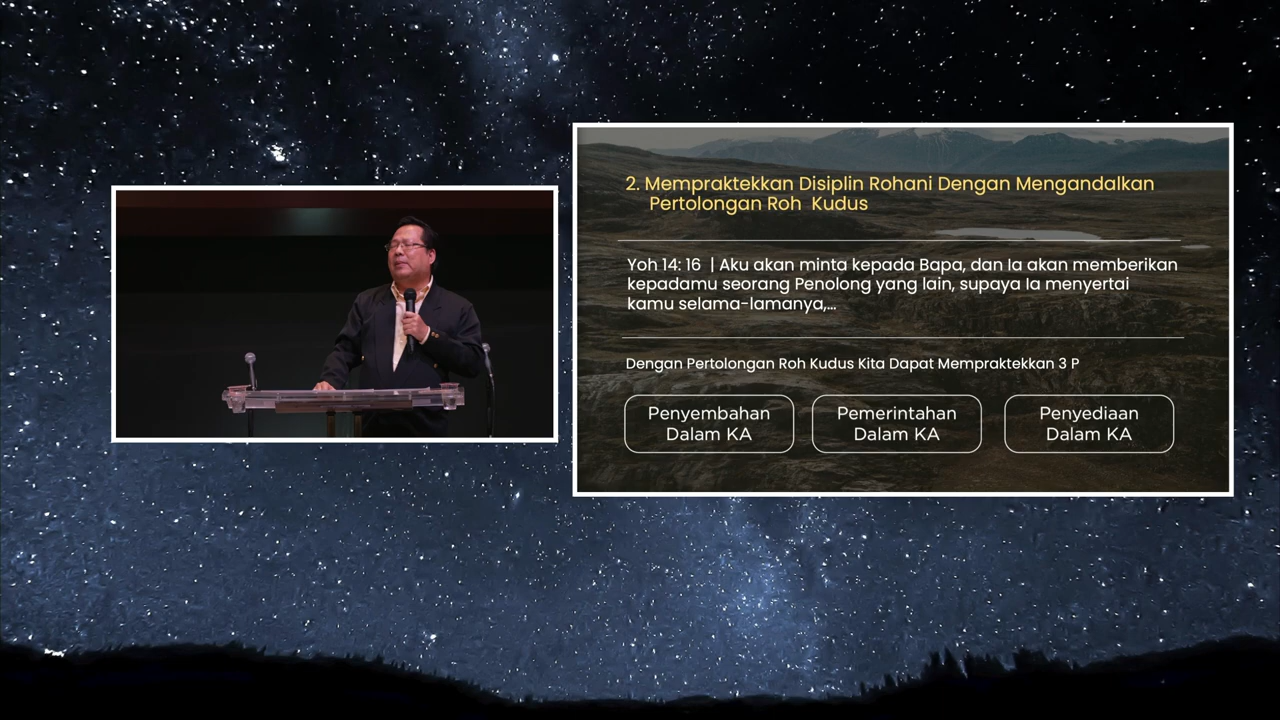 2. Mempraktekkan Disiplin Rohani Dengan Mengandalkan
Pertolongan Roh Kudus
Yoh 14: 16 | Aku akan minta kepada Bapa, dan Ia akan memberikan
kepadamu seorang Penolong yang lain, supaya Ia menyertai
kamu selama-lamanya,...
Dengan Pertolongan Roh Kudus Kita Dapat Mempraktekkan 3 P
Penyembahan
Dalam KA
Pemerintahan
Dalam KA
Penyediaan
Dalam KA